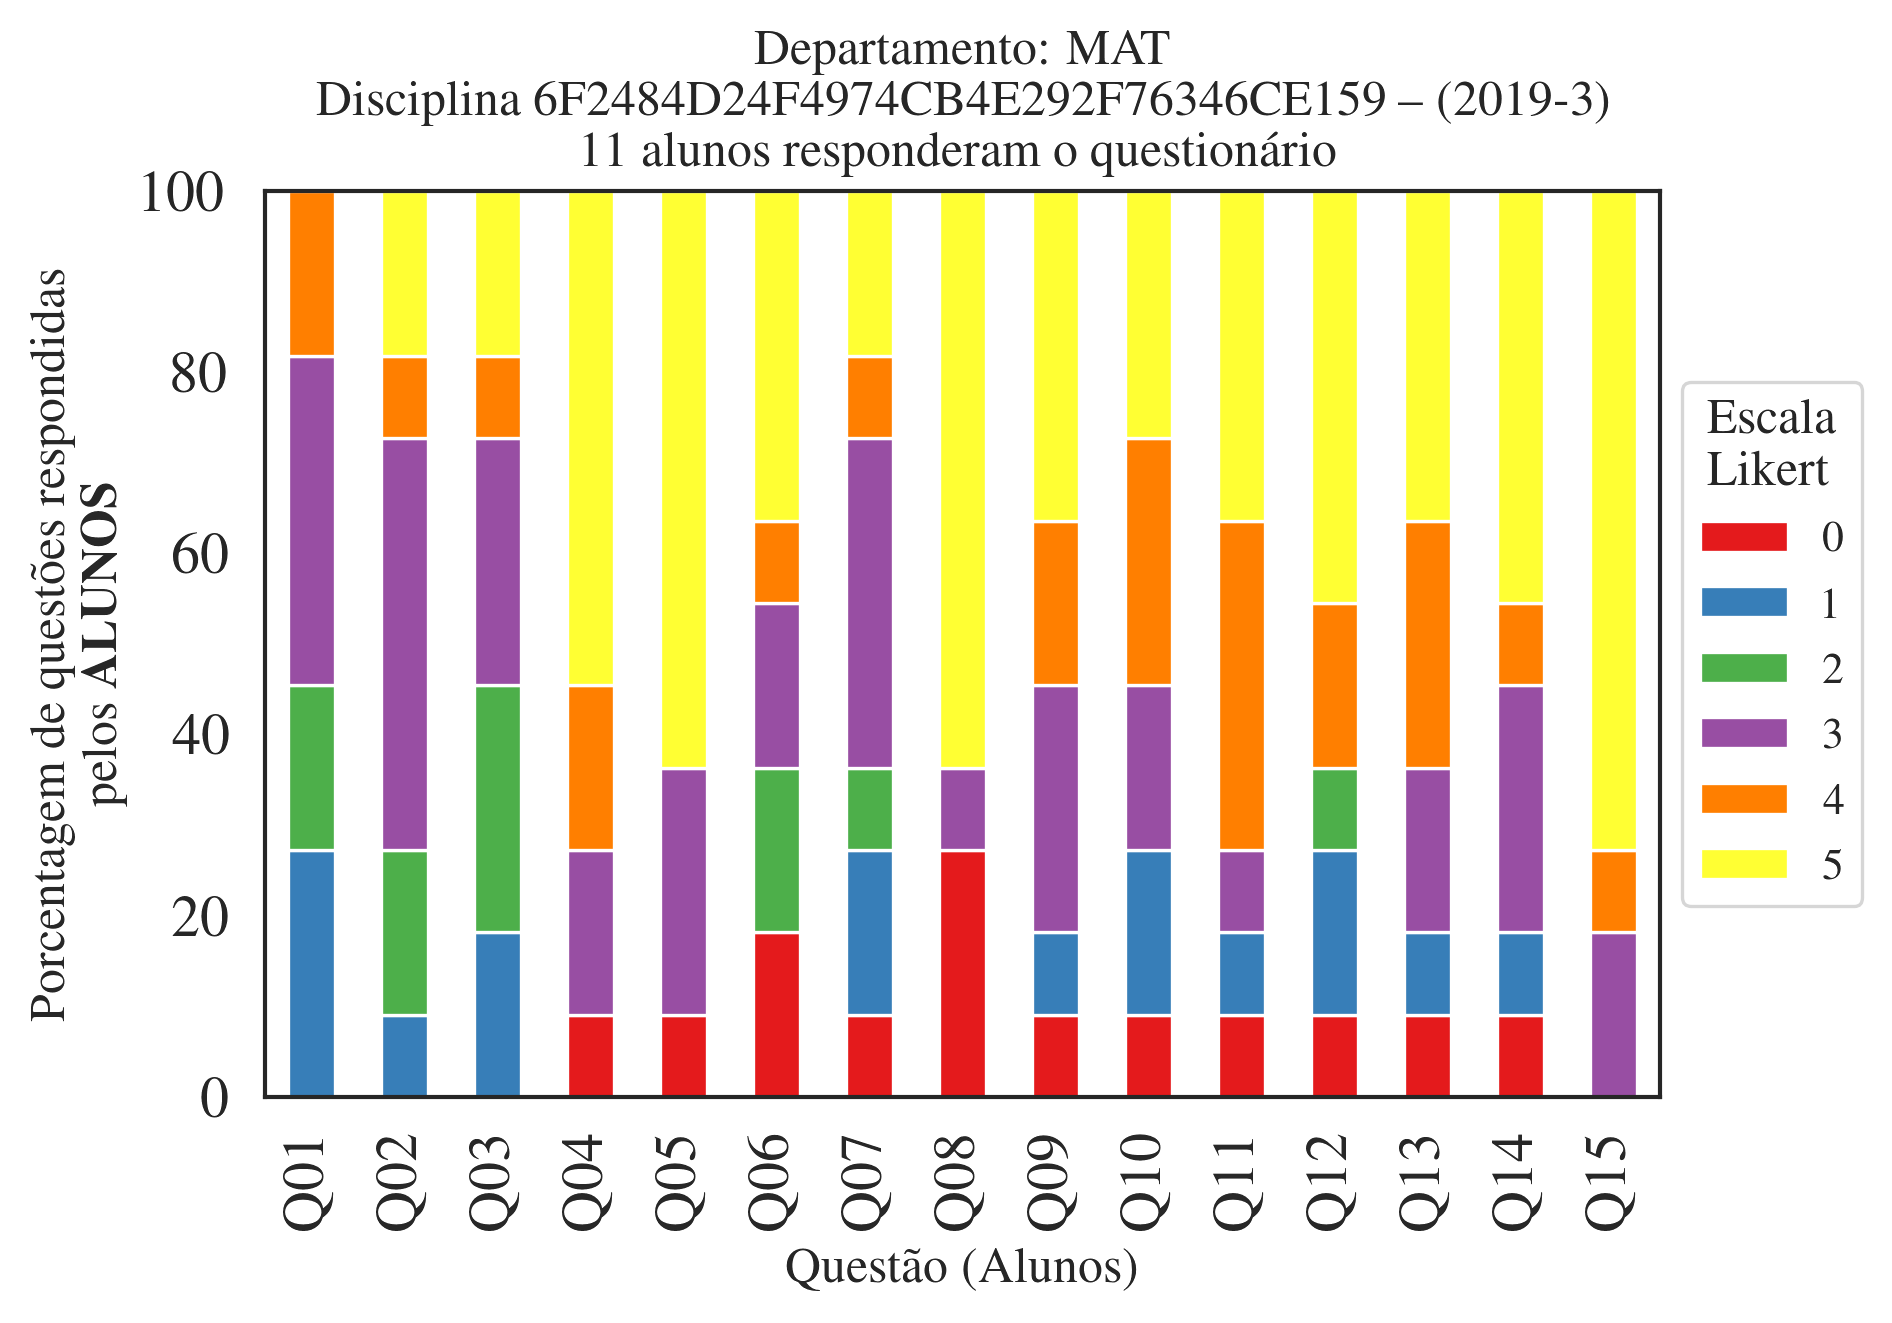 Departamento: MAT
Disciplina 6F2484D24F4974CB4E292F76346CE159 – (2019-3)
11 alunos responderam o questionário
Porcentagem de questões respondidas
pelos ALUNOS
100
80
60
40
20
0
Q01
Q02
Q03
Q04
Q05
Q06
Q07
Q08
Q09
Q10
Q11
Q12
Q13
Q14
Q15
Questão (Alunos)
Escala
Likert
0
1
2
3
4
5